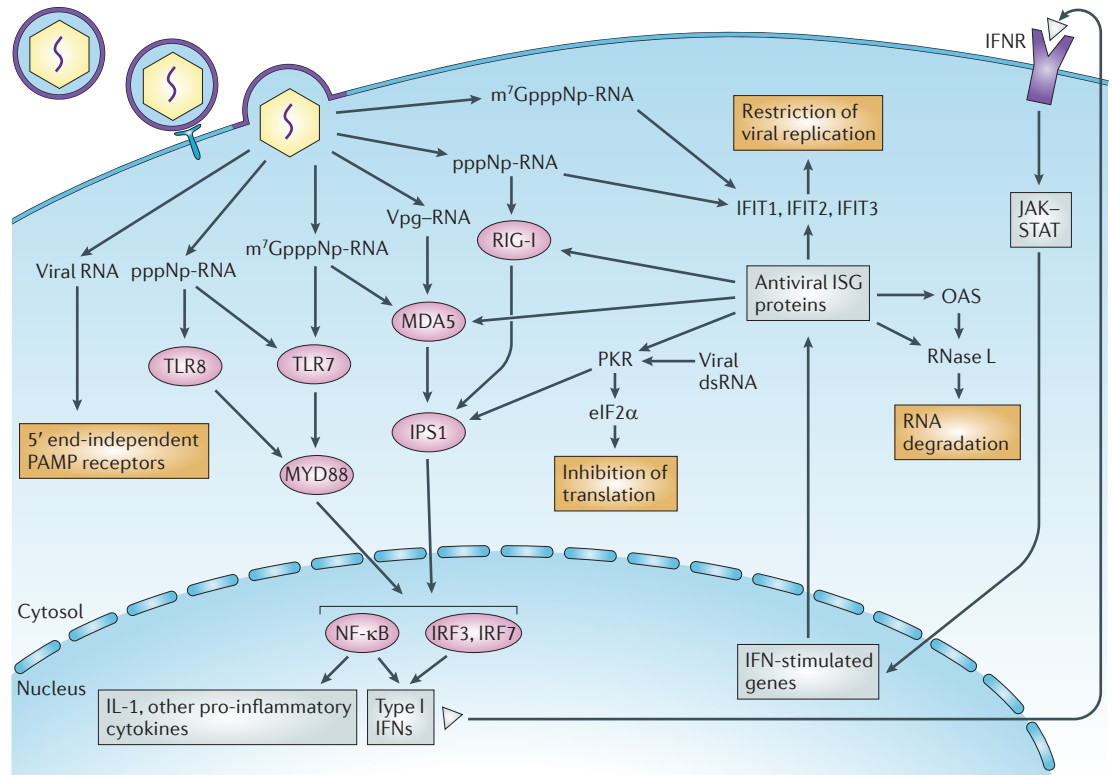 IFNR
m⁷GpppNp-RNA
Restriction of
viral replication
pppNp-RNA
IFIT1, IFIT2, IFIT3
JAK–
STAT
Vpg–RNA
RIG-I
m⁷GpppNp-RNA
Viral RNA
pppNp-RNA
Antiviral ISG
proteins
OAS
MDA5
TLR8
TLR7
PKR
Viral
dsRNA
RNase L
eIF2α
IPS1
5′ end-independent
PAMP receptors
RNA
degradation
MYD88
Inhibition of
translation
Cytosol
NF-κB
IRF3, IRF7
Nucleus
IFN-stimulated
genes
IL-1, other pro-inflammatory
cytokines
Type I
IFNs